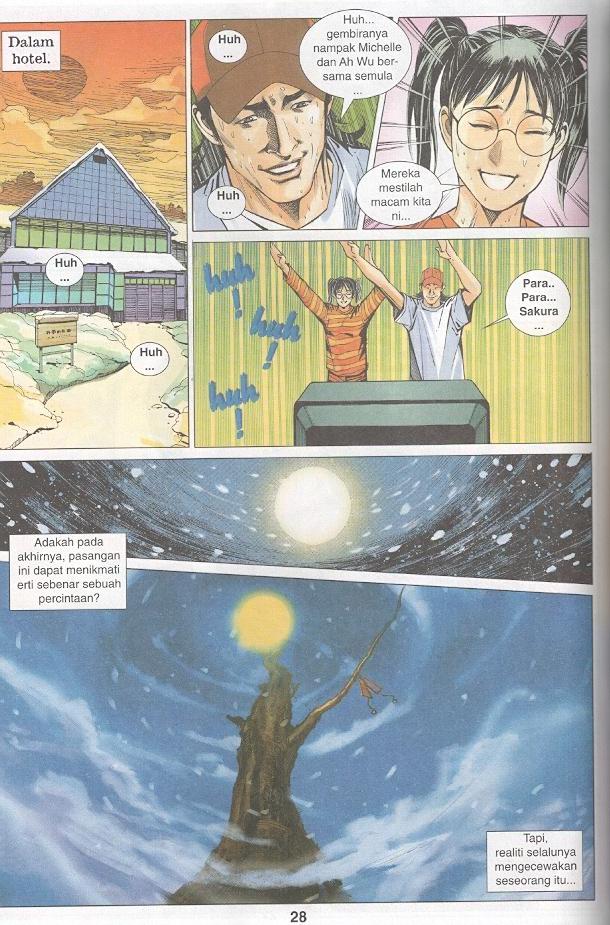 Dalam
hotel.
Huh
...
Huh
...
Huh
...
Huh...
gembiranya
nampak Michelle
dan Ah Wu ber-
sama semula
...
Huh
...
Mereka
mestilah
macam kita
ni...
huh
!
huh
!
huh
!
Para..
Para...
Sakura
...
Adakah pada
akhirnya, pasangan
ini dapat menikmati
erti sebenar sebuah
percintaan?
Tapi,
realiti selalunya
mengecewakan
seseorang itu...
28